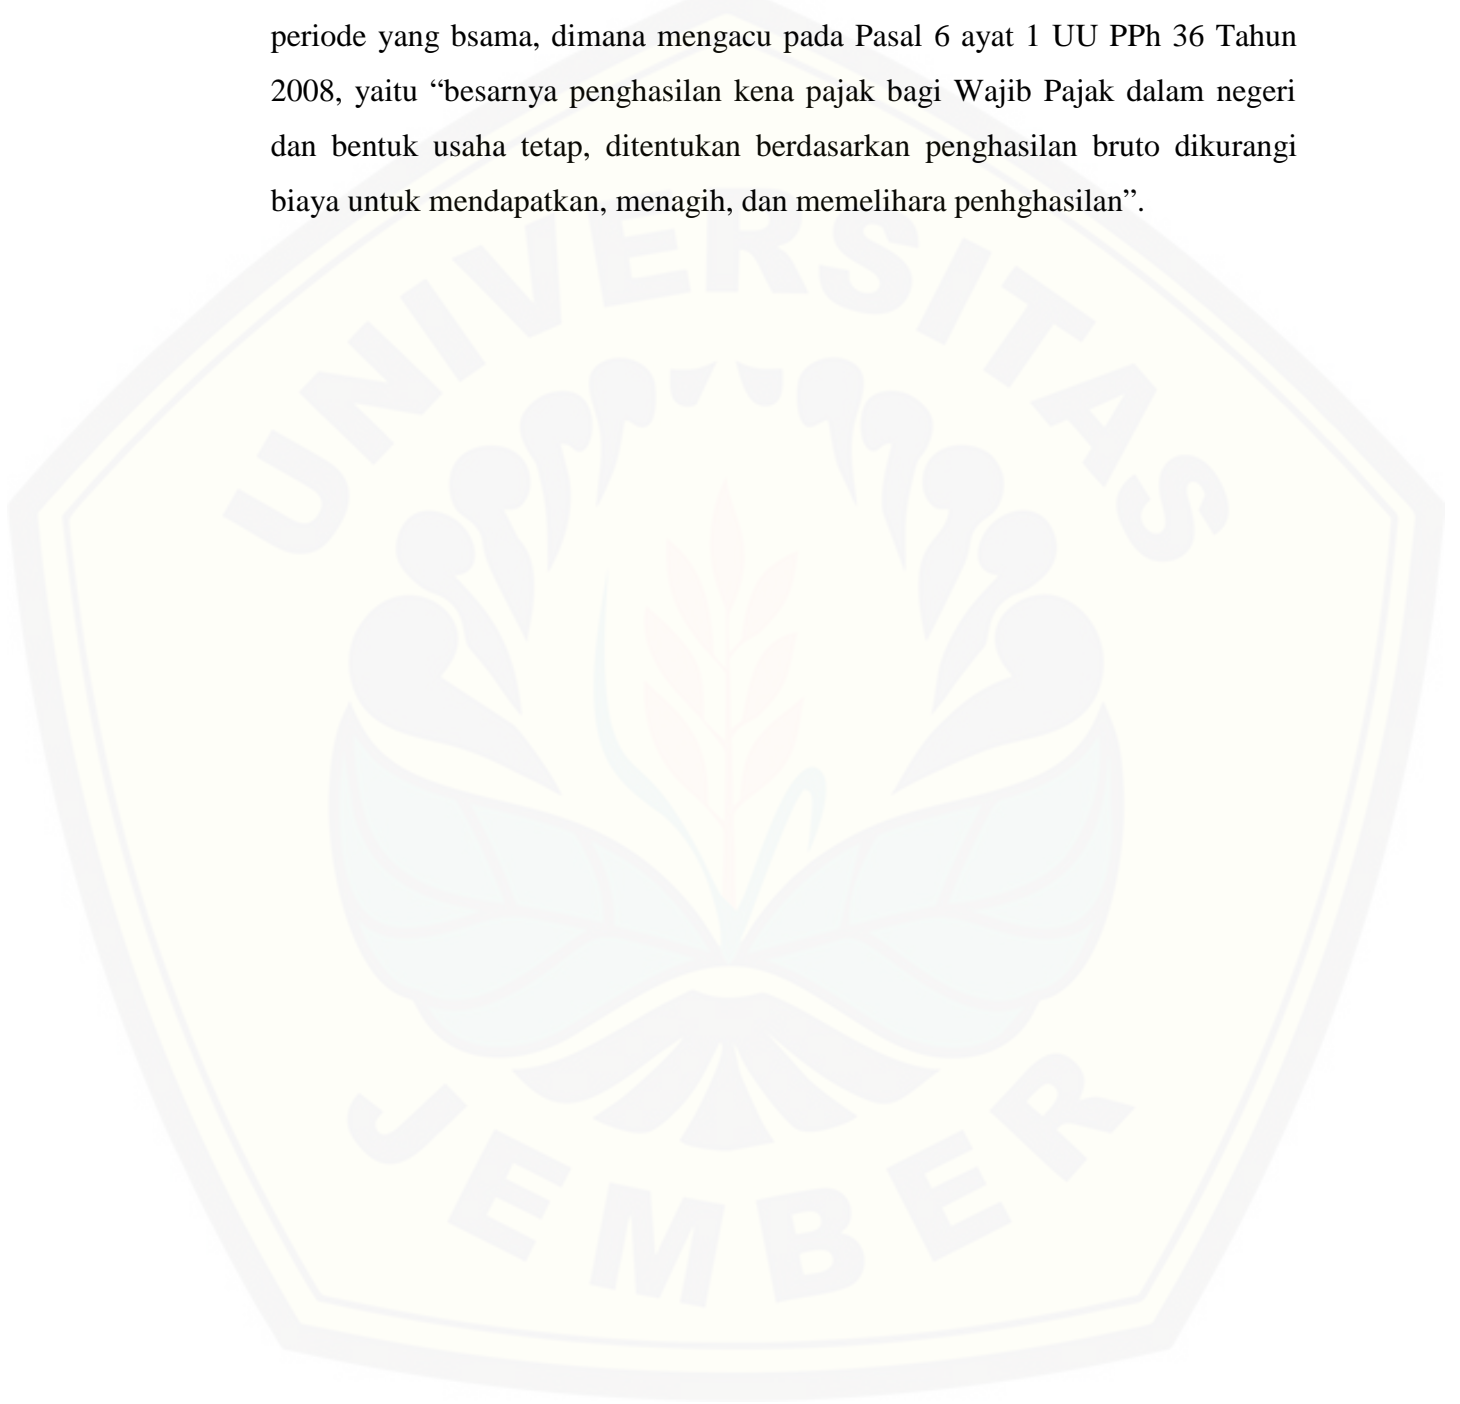 periode yang bsama, dimana mengacu pada Pasal 6 ayat 1 UU PPh 36 Tahun
2008, yaitu “besarnya penghasilan kena pajak bagi Wajib Pajak dalam negeri
dan bentuk usaha tetap, ditentukan berdasarkan penghasilan bruto dikurangi
biaya untuk mendapatkan, menagih, dan memelihara penhghasilan”.
UNIVERSITAS
JEMBER